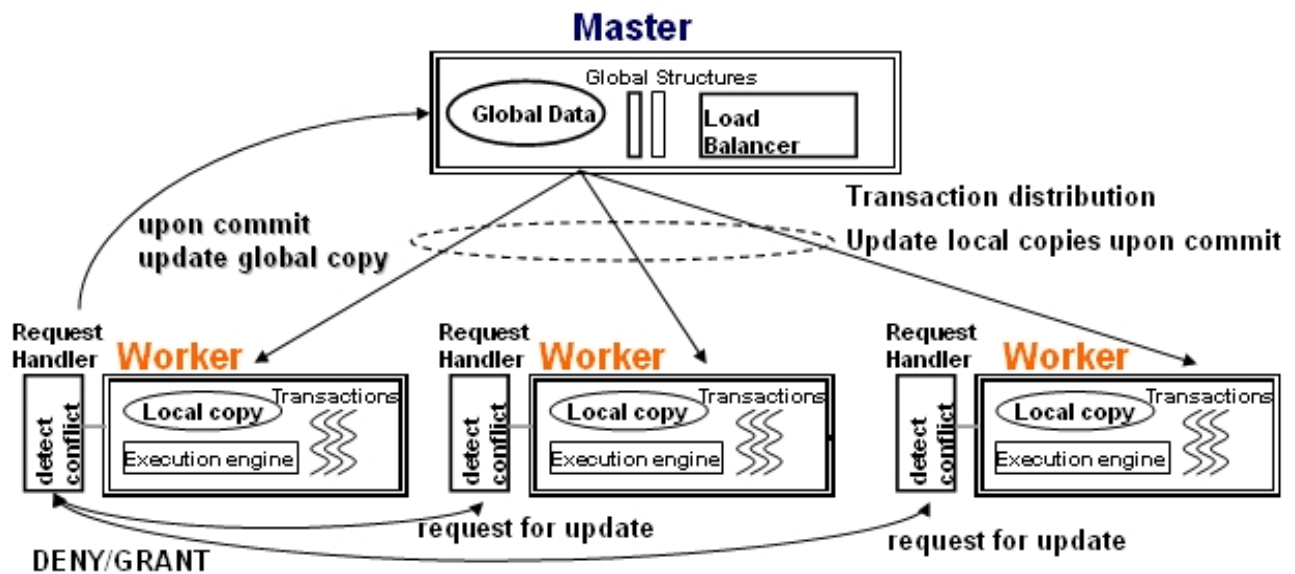 Master
Global Structures
Global Data
Load
Balancer
upon commit
update global copy
Transaction distribution
Update local copies upon commit
Request
Handler
Worker
detect
conflict
Local copy
Transactions
Execution engine
Request
Handler
Worker
detect
conflict
Local copy
Transactions
Execution engine
Request
Handler
Worker
detect
conflict
Local copy
Transactions
Execution engine
request for update
request for update
DENY/GRANT